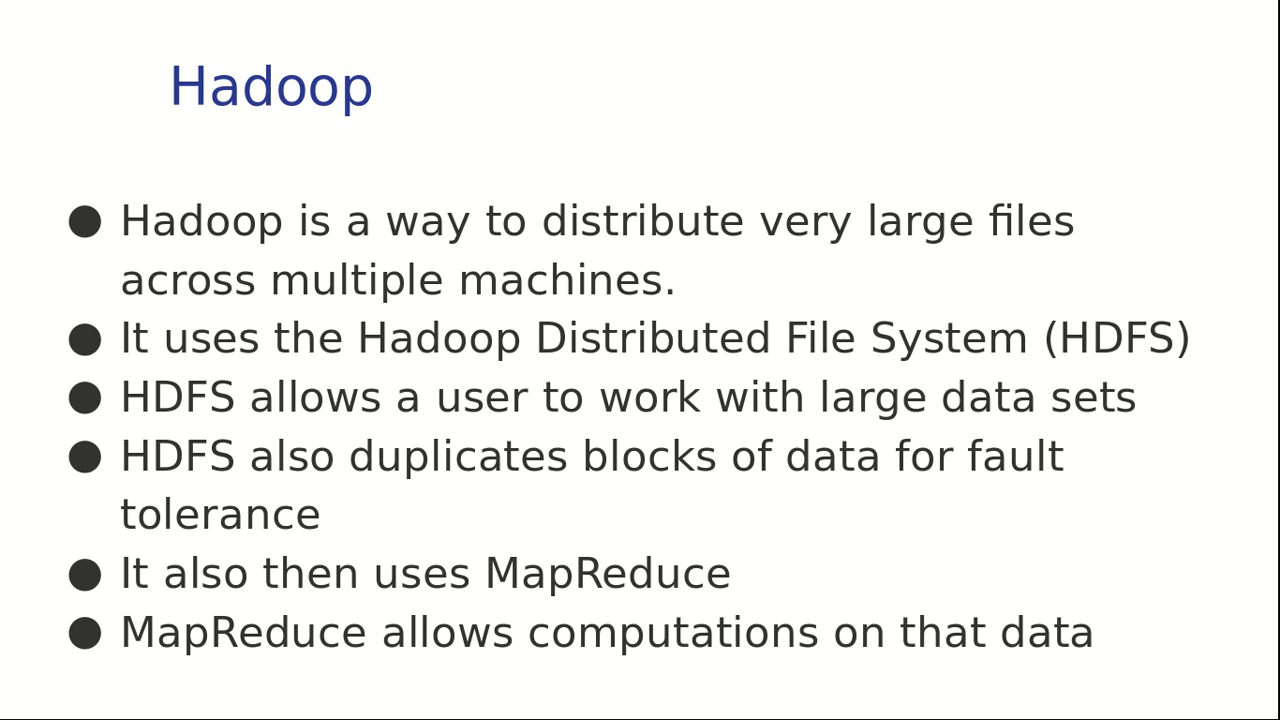 Hadoop
● Hadoop is a way to distribute very large files
across multiple machines.
● It uses the Hadoop Distributed File System (HDFS)
● HDFS allows a user to work with large data sets
● HDFS also duplicates blocks of data for fault
tolerance
● It also then uses MapReduce
● MapReduce allows computations on that data